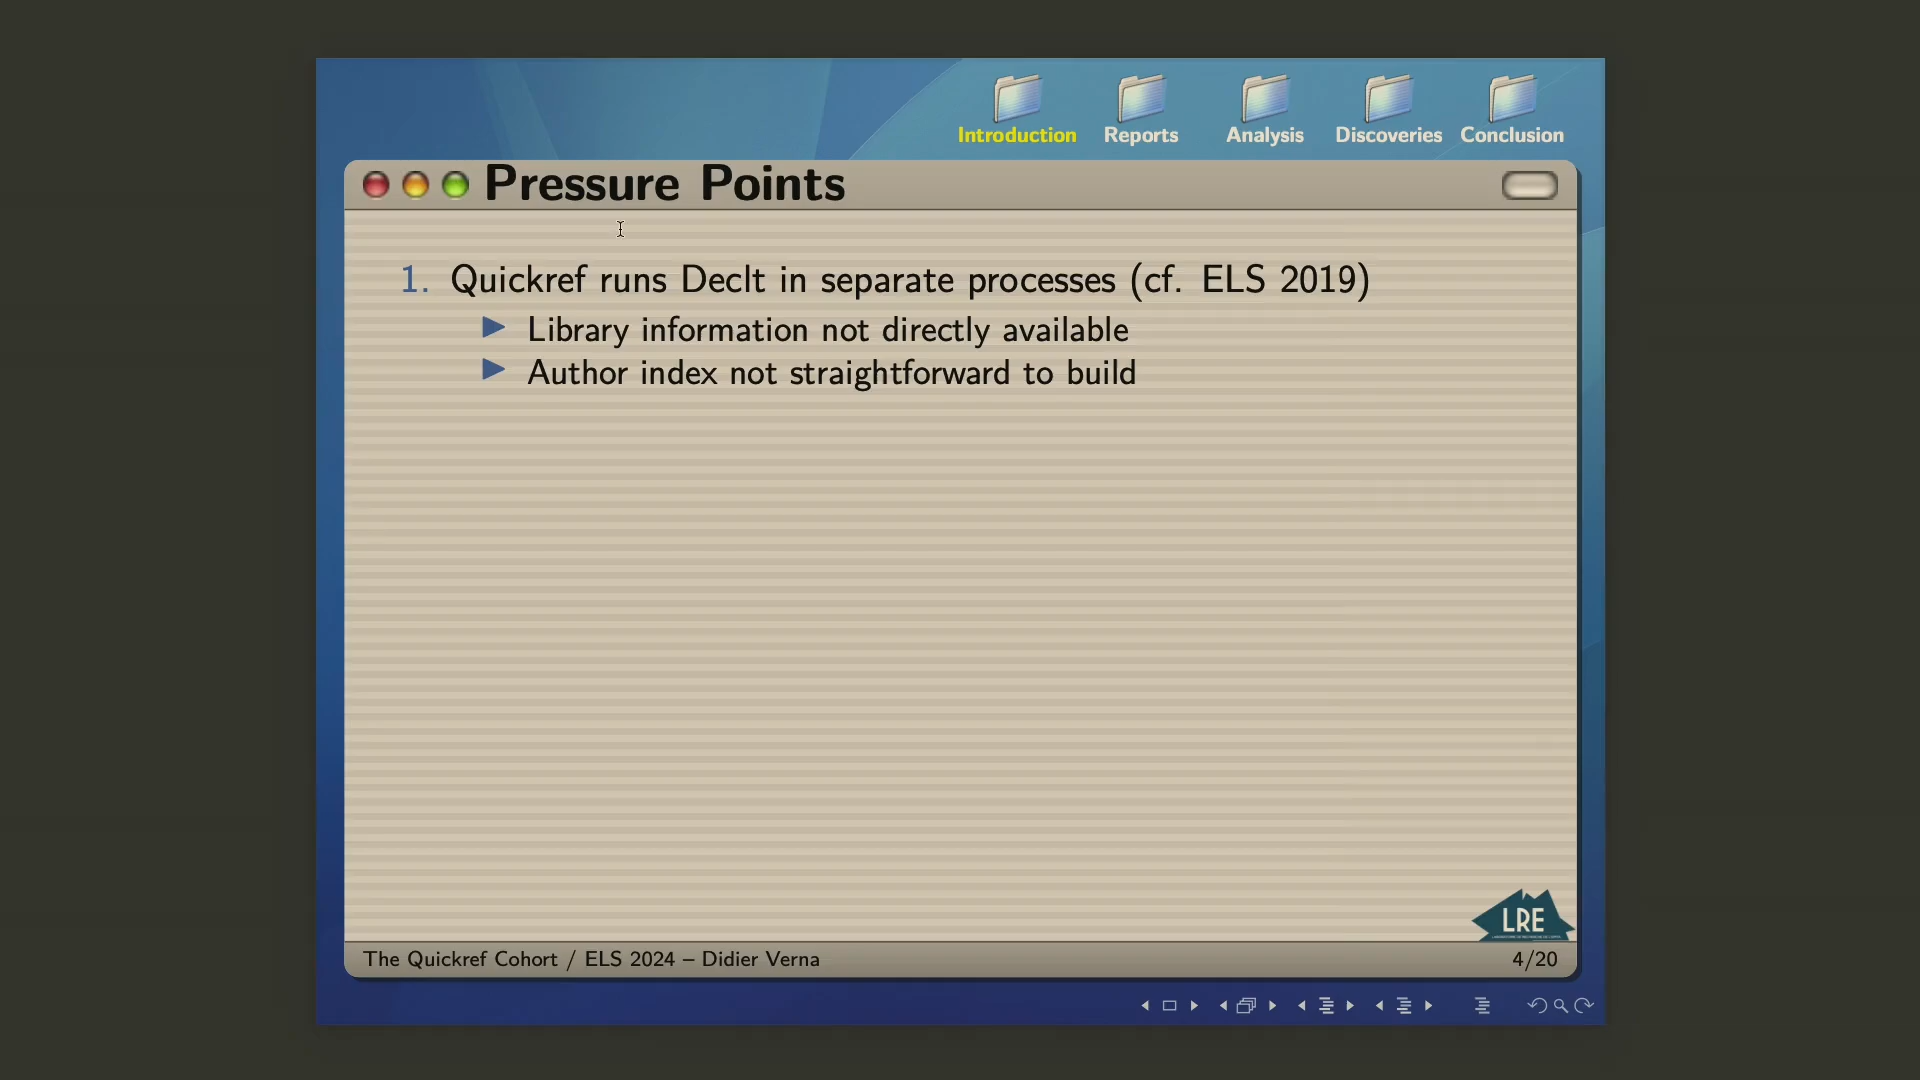 Introduction Reports Analysis Discoveries Conclusion
Pressure Points
1. Quickref runs Declt in separate processes (cf. ELS 2019)
Library information not directly available
Author index not straightforward to build
LRE
The Quickref Cohort / ELS 2024 – Didier Verna 4/20